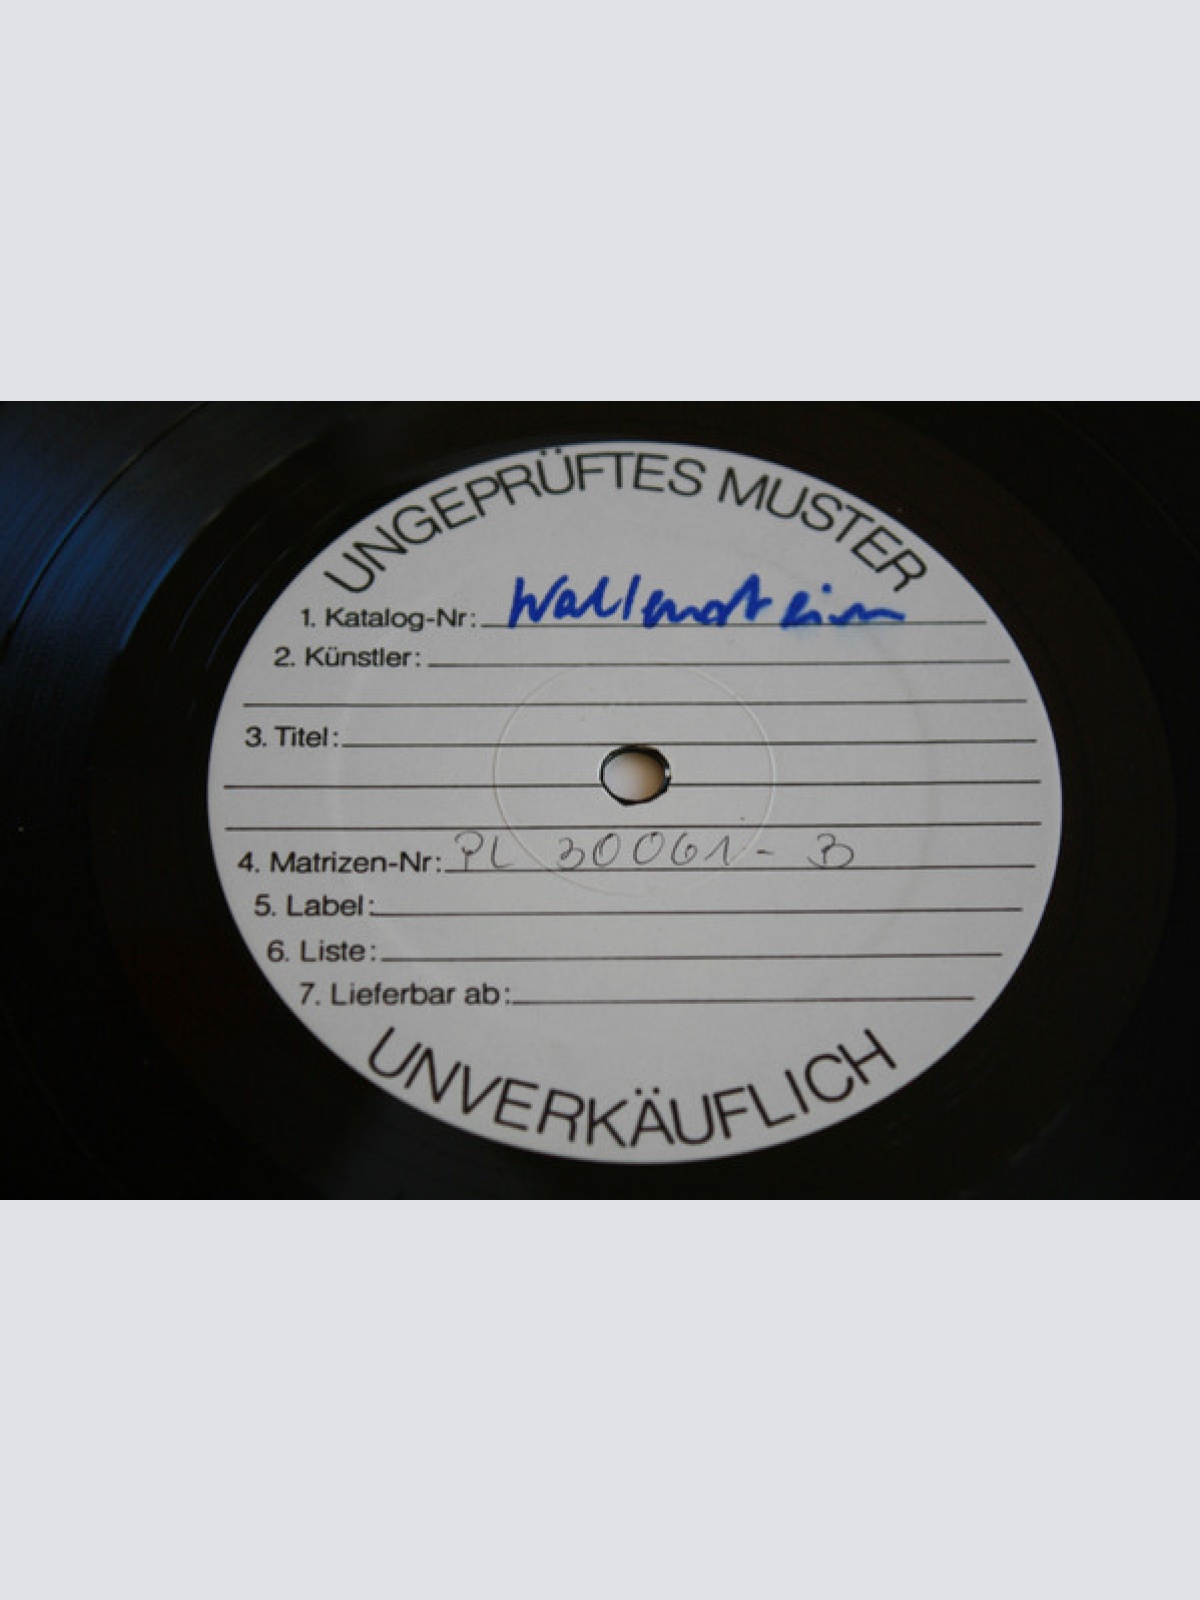 UNGEPRÜFTES MUSTER
1. Katalog-Nr: Wallenstein
2. Künstler:
3. Titel:
4. Matrizen-Nr: PL 30061 - B
5. Label:
6. Liste:
7. Lieferbar ab:
UNVERKÄUFLICH